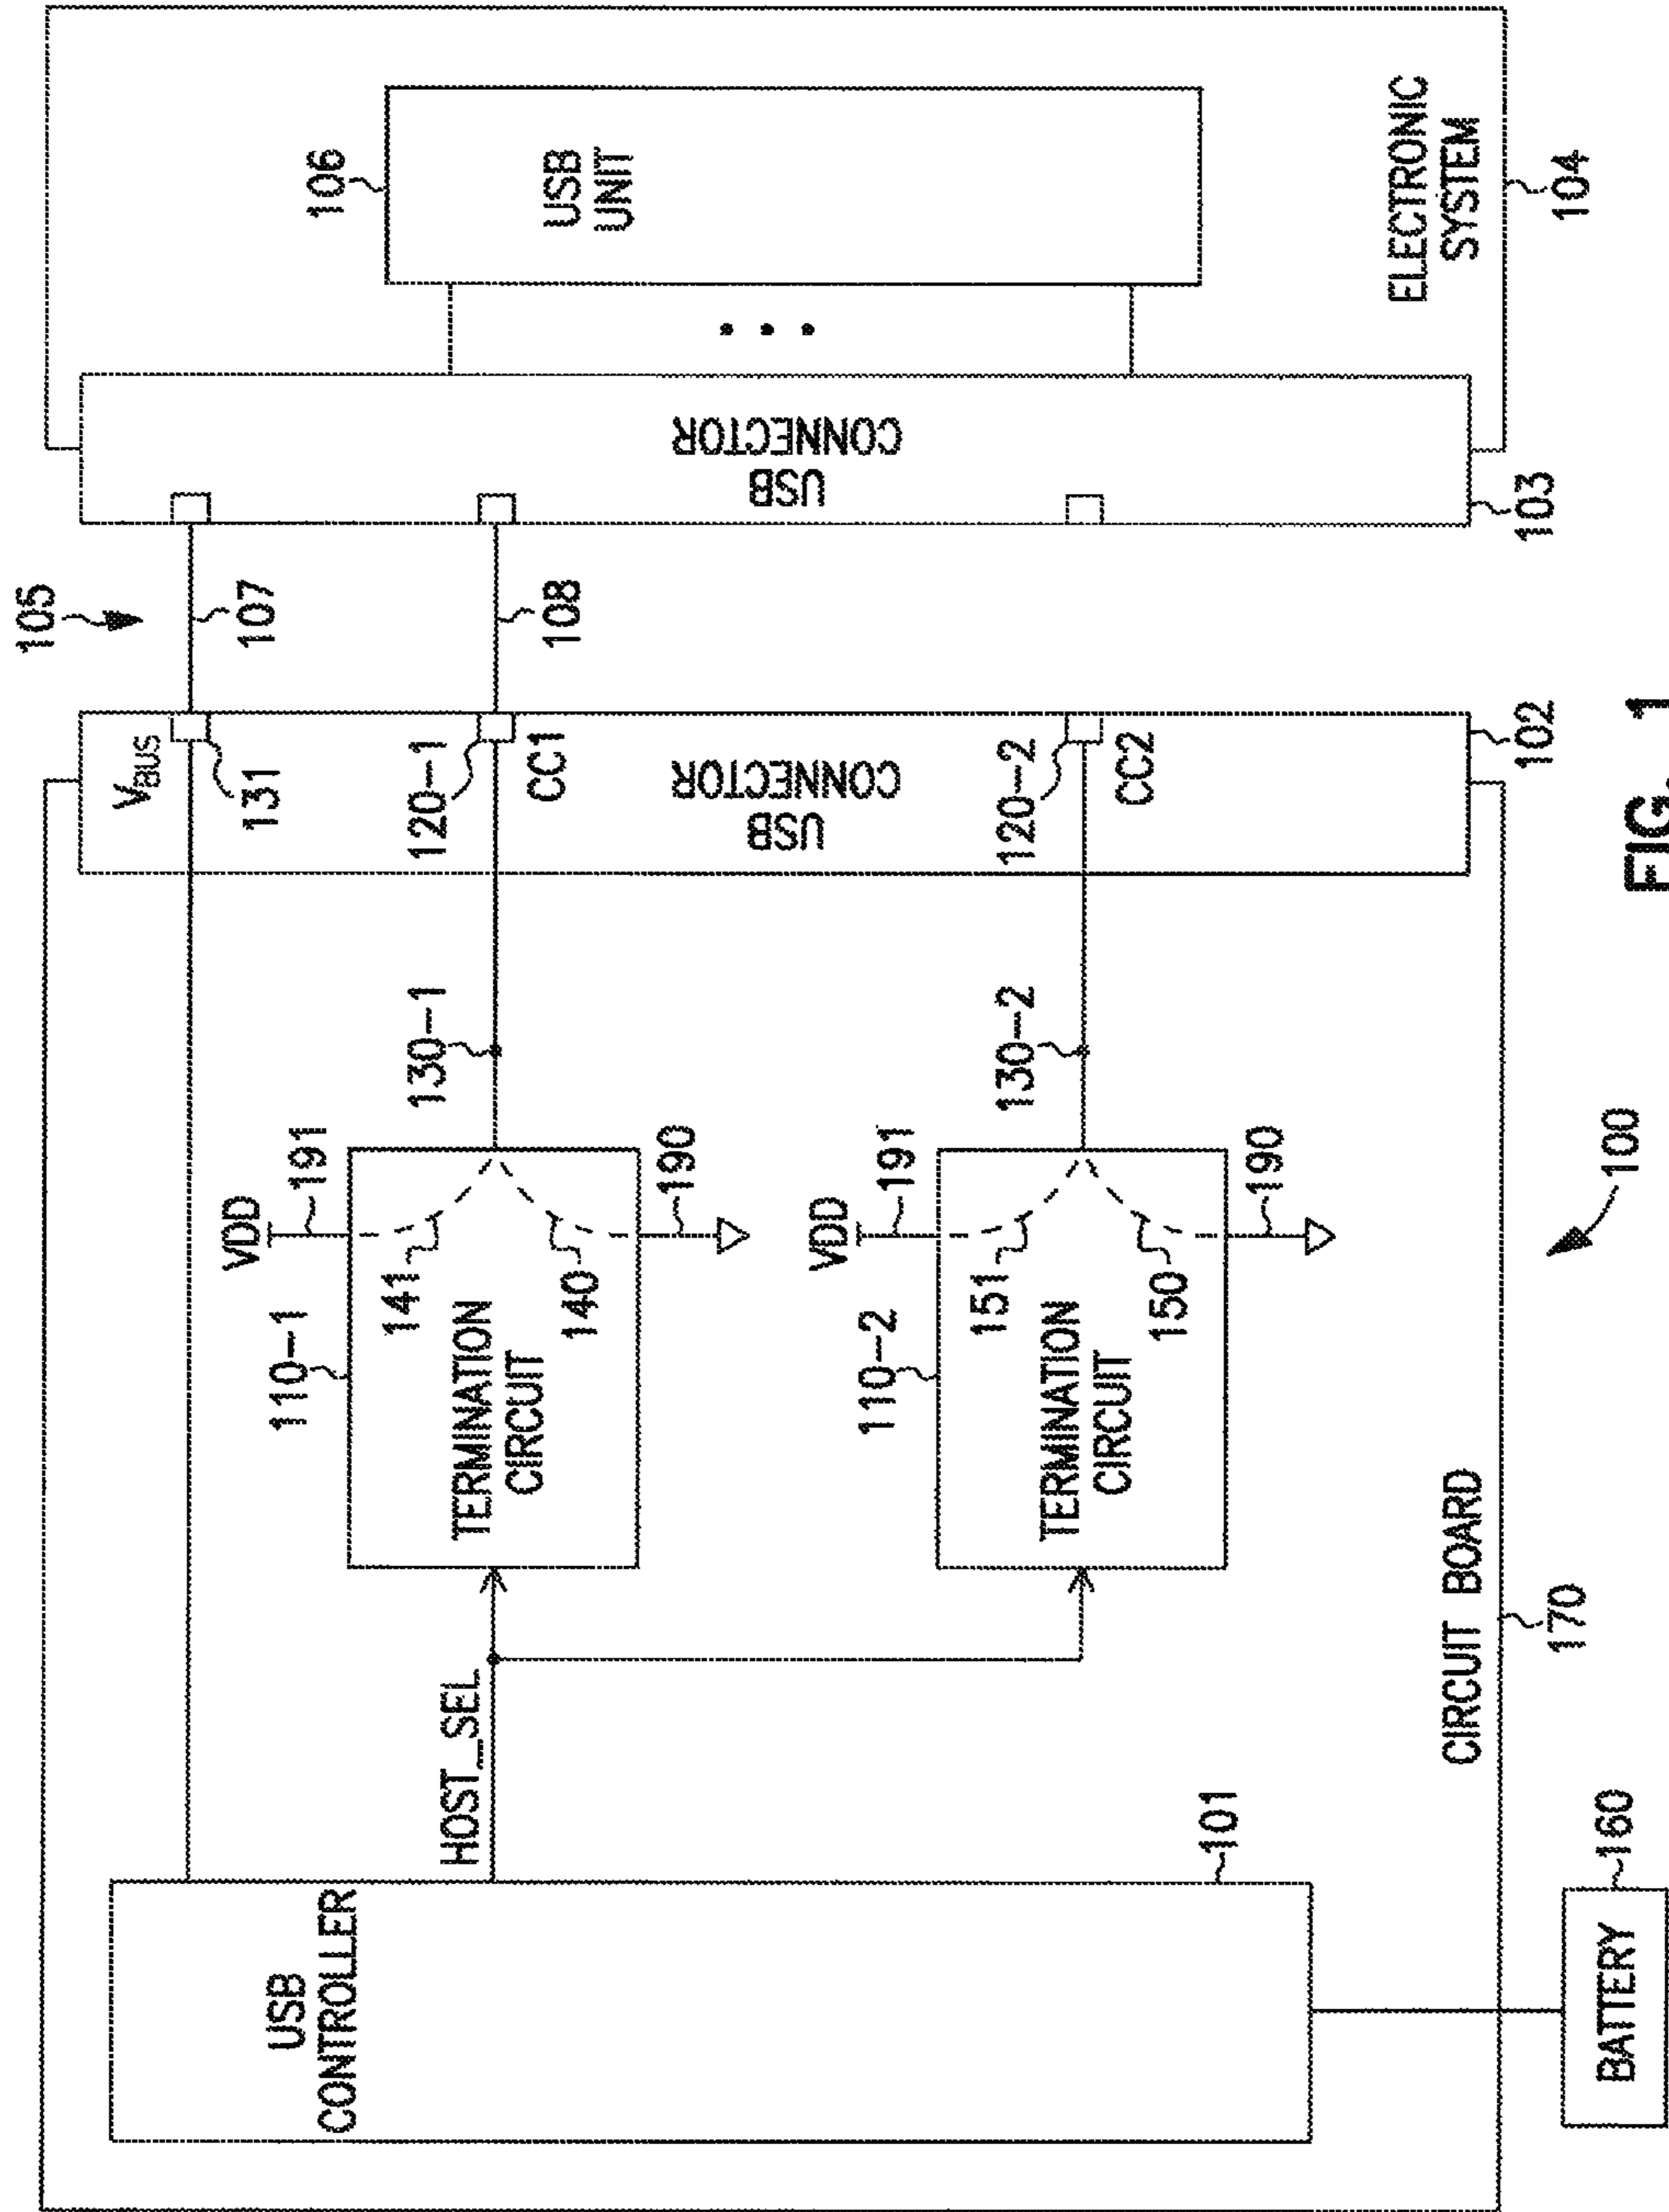 105
107
108
106
USB
UNIT
USB
CONNECTOR
103
ELECTRONIC
SYSTEM
104
VBUS
131
120-1
CC1
USB
CONNECTOR
120-2
CC2
102
130-1
130-2
VDD
191
110-1
141
140
TERMINATION
CIRCUIT
190
VDD
191
110-2
151
150
TERMINATION
CIRCUIT
190
HOST_SEL
USB
CONTROLLER
101
CIRCUIT BOARD
170
100
BATTERY
160
FIG. 1